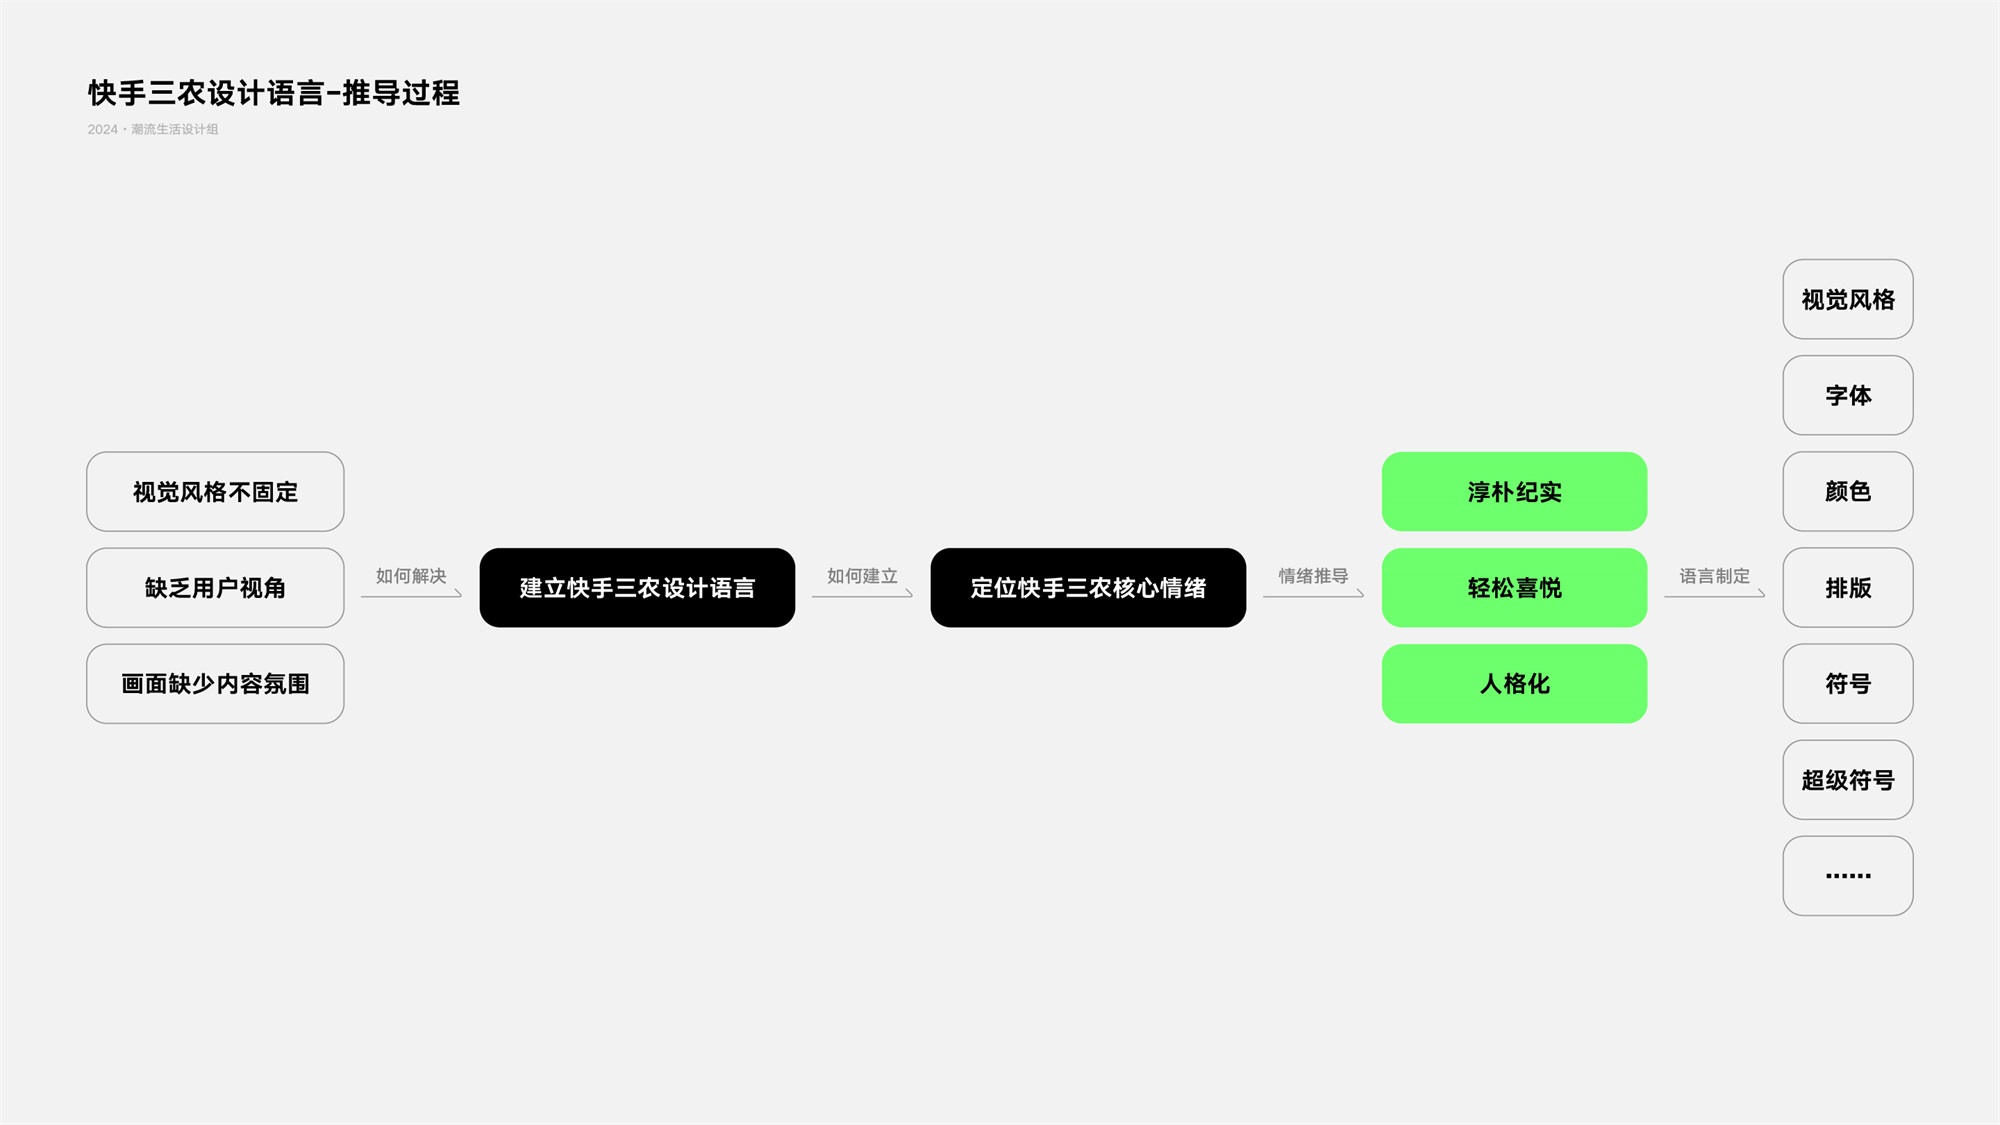 快手三农设计语言-推导过程
2024・潮流生活设计组
视觉风格不固定
缺乏用户视角
画面缺少内容氛围
如何解决
建立快手三农设计语言
如何建立
定位快手三农核心情绪
情绪推导
淳朴纪实
轻松喜悦
人格化
语言制定
视觉风格
字体
颜色
排版
符号
超级符号
……